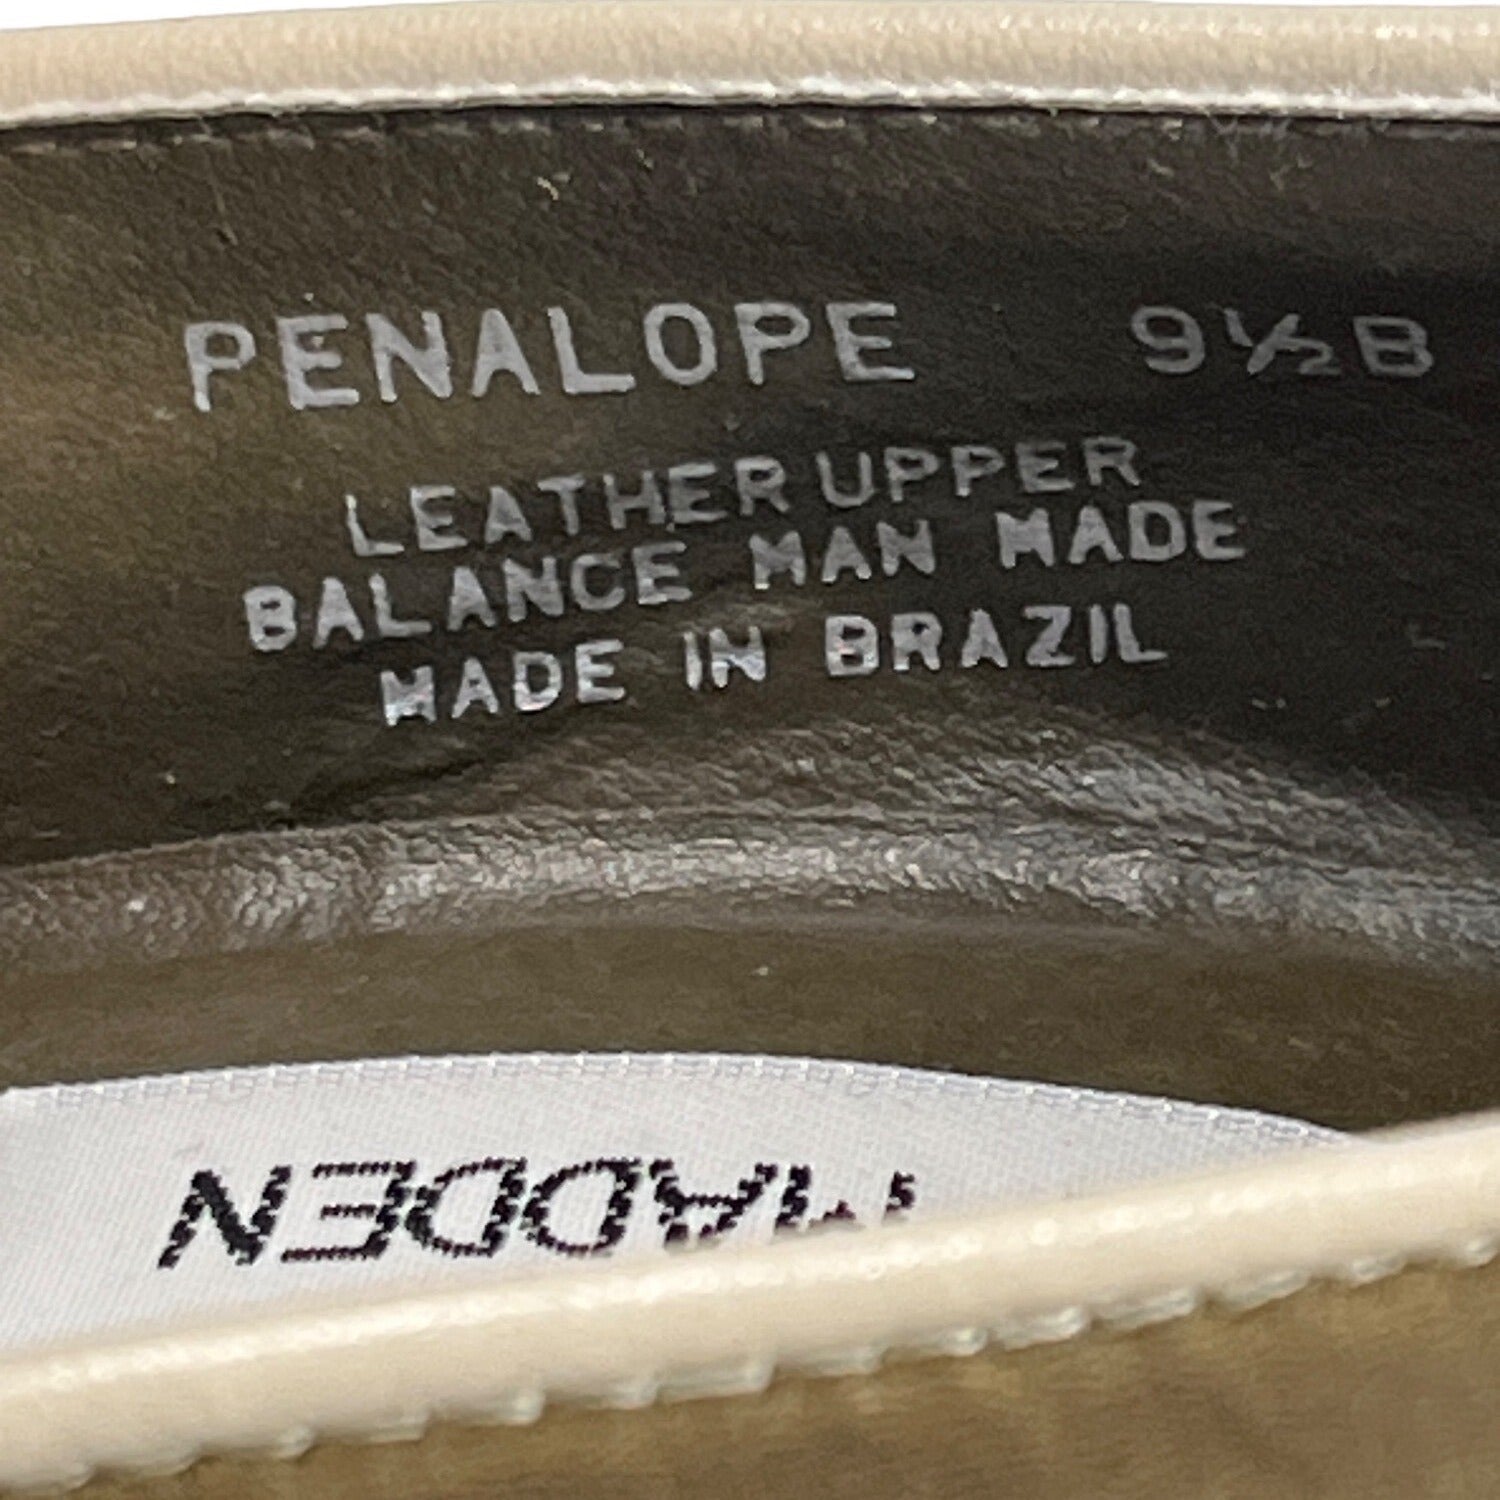 PENALOPE 9½B
LEATHER UPPER
BALANCE MAN MADE
MADE IN BRAZIL
MADDEN